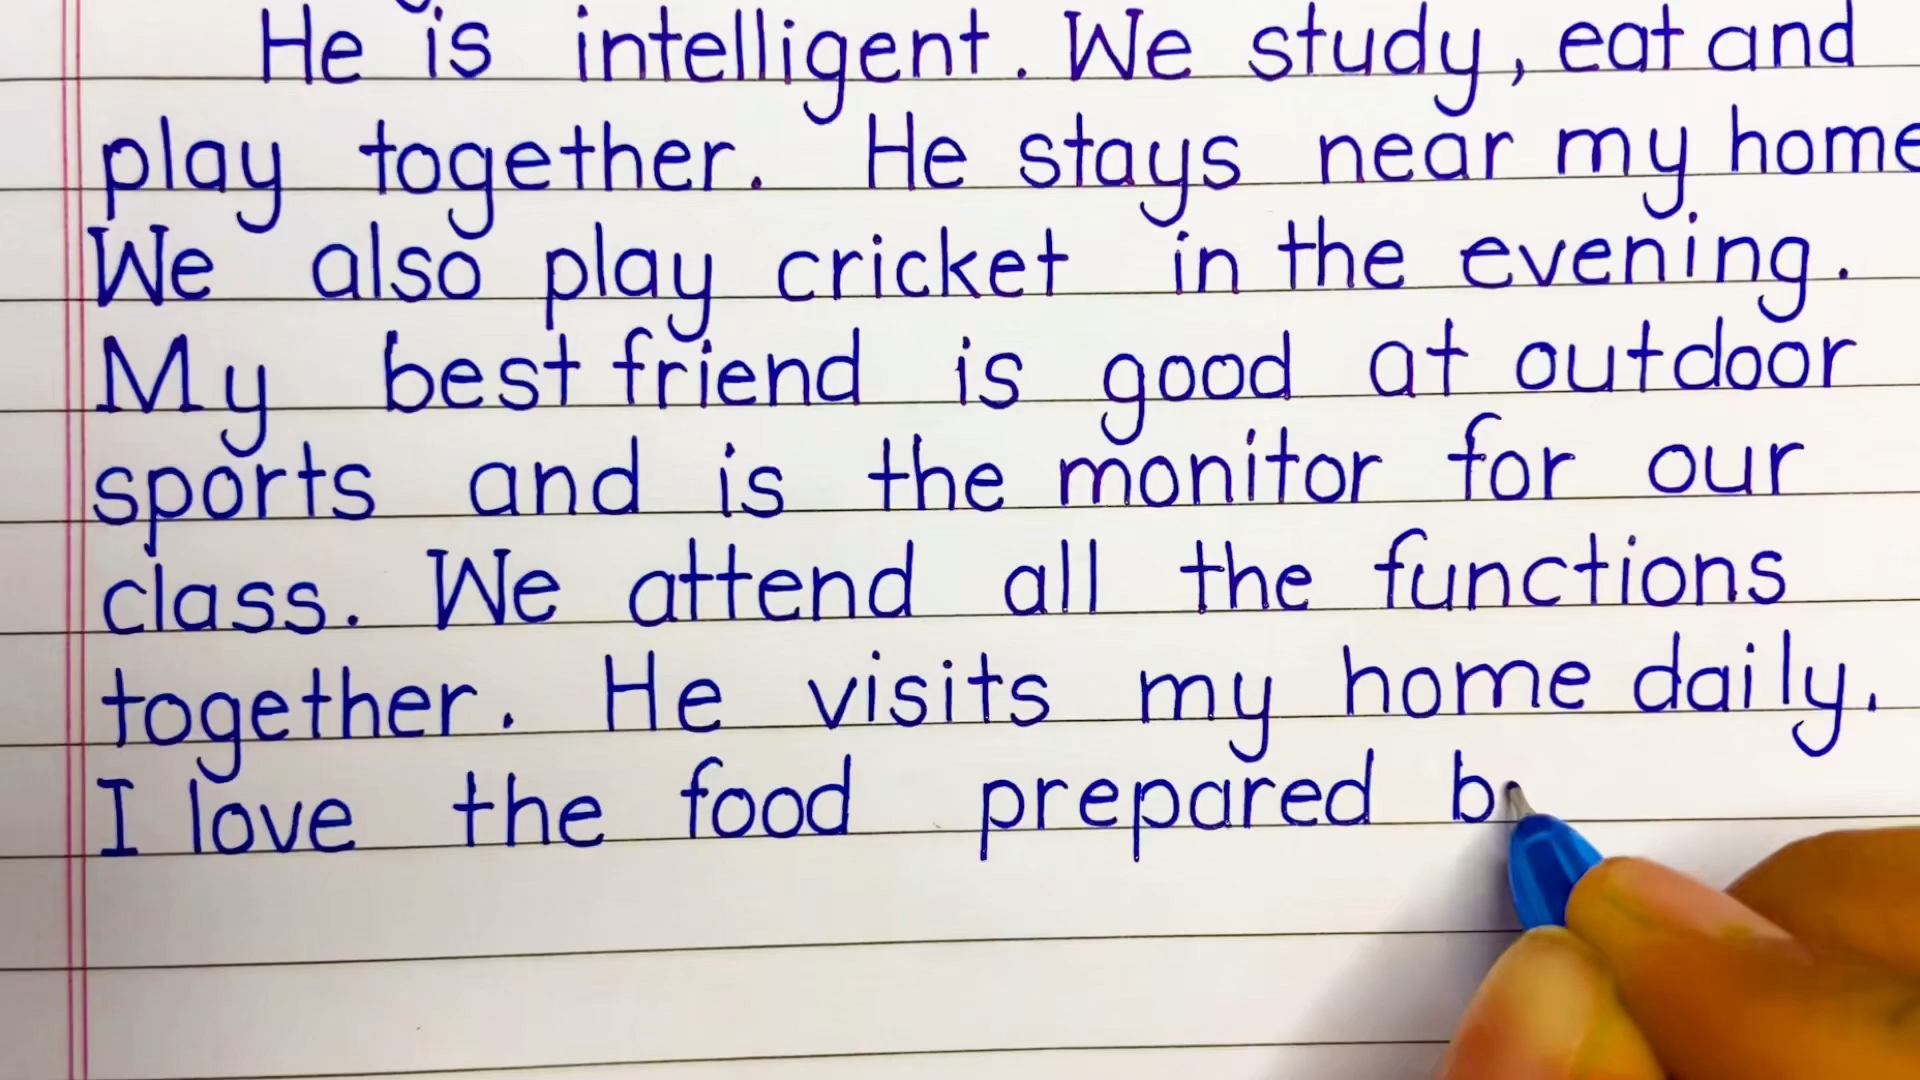 He is intelligent. We study, eat and
play together. He stays near my home
We also play cricket in the evening.
My best friend is good at outdoor
sports and is the monitor for our
class. We attend all the functions
together. He visits my home daily.
I love the food prepared b